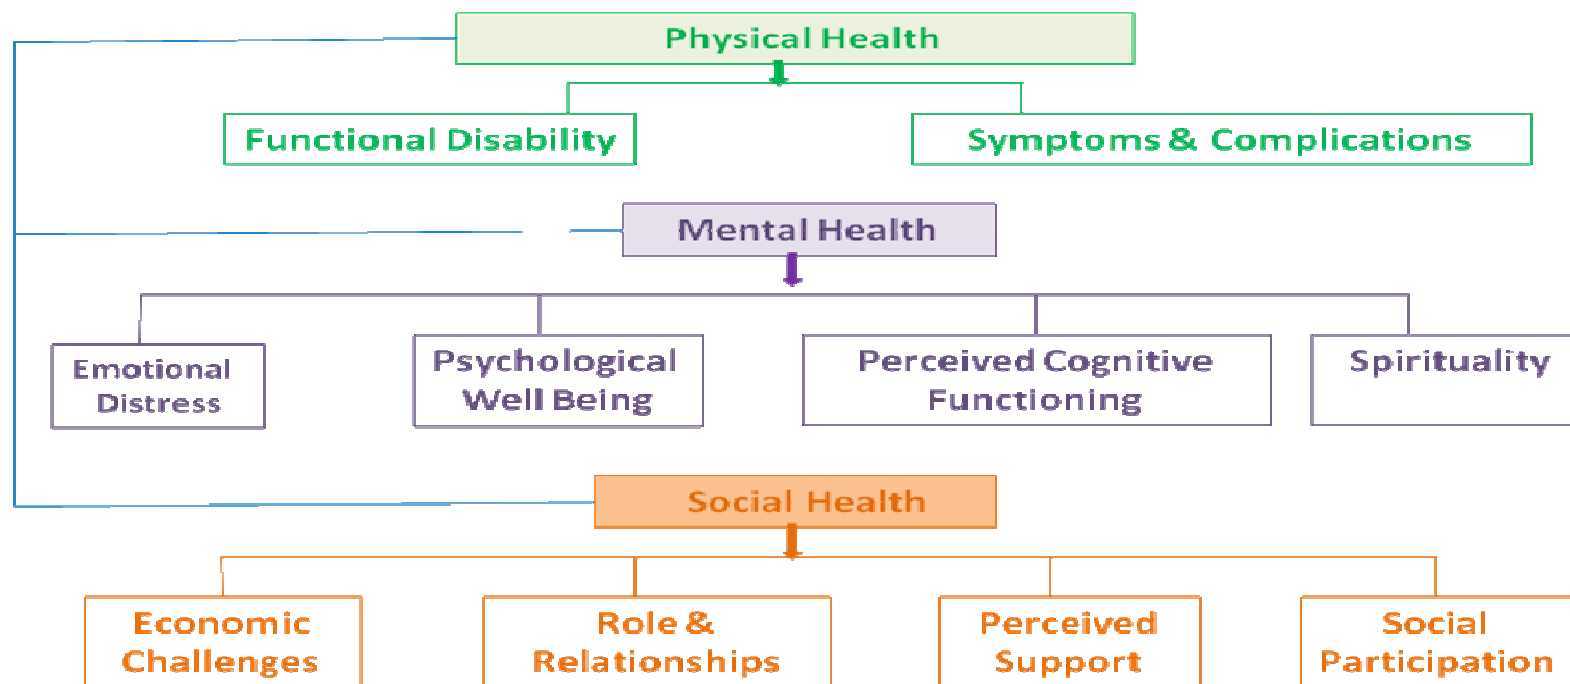 Physical Health
Functional Disability
Symptoms & Complications
Mental Health
Emotional
Distress
Psychological
Well Being
Perceived Cognitive
Functioning
Spirituality
Social Health
Economic
Challenges
Role &
Relationships
Perceived
Support
Social
Participation